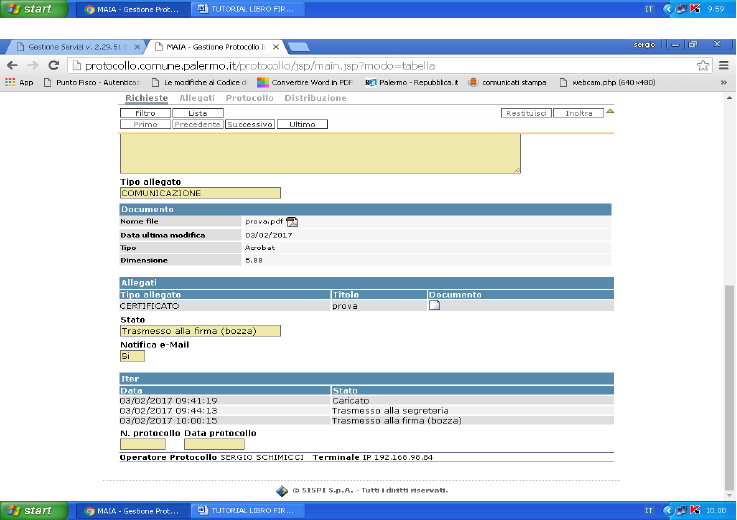 start
MAIA - Gestione Prot...
TUTORIAL LIBRO FIR...
IT
9.59
Gestione Servizi v. 2.29.51
MAIA - Gestione Protocollo I
sergio
protocollo.comune.palermo.it/protocollo/jsp/main.jsp?modo=tabella
App
Punto Fisco - Autentica
Le modifiche al Codice d
Convertire Word in PDF
Palermo - Repubblica.it
comunicati stampa
webcam.php (640×480)
»
Richieste Allegati Protocollo Distribuzione
Filtro Lista Restituisci Inoltra
Primo Precedente Successivo Ultimo
Tipo allegato
COMUNICAZIONE
Documento
Nome file prova.pdf
Data ultima modifica 03/02/2017
Tipo Acrobat
Dimensione 5.88
Allegati
Tipo allegato Titolo Documento
CERTIFICATO prova
Stato
Trasmesso alla firma (bozza)
Notifica e-Mail
Si
Iter
Data Stato
03/02/2017 09:41:19 Caricato
03/02/2017 09:44:13 Trasmesso alla segreteria
03/02/2017 10:00:15 Trasmesso alla firma (bozza)
N. protocollo Data protocollo
Operatore Protocollo SERGIO SCHIMICCI Terminale IP 192.168.96.64
© SISPI S.p.A. - Tutti i diritti riservati.
start
MAIA - Gestione Prot...
TUTORIAL LIBRO FIR...
IT
10.00